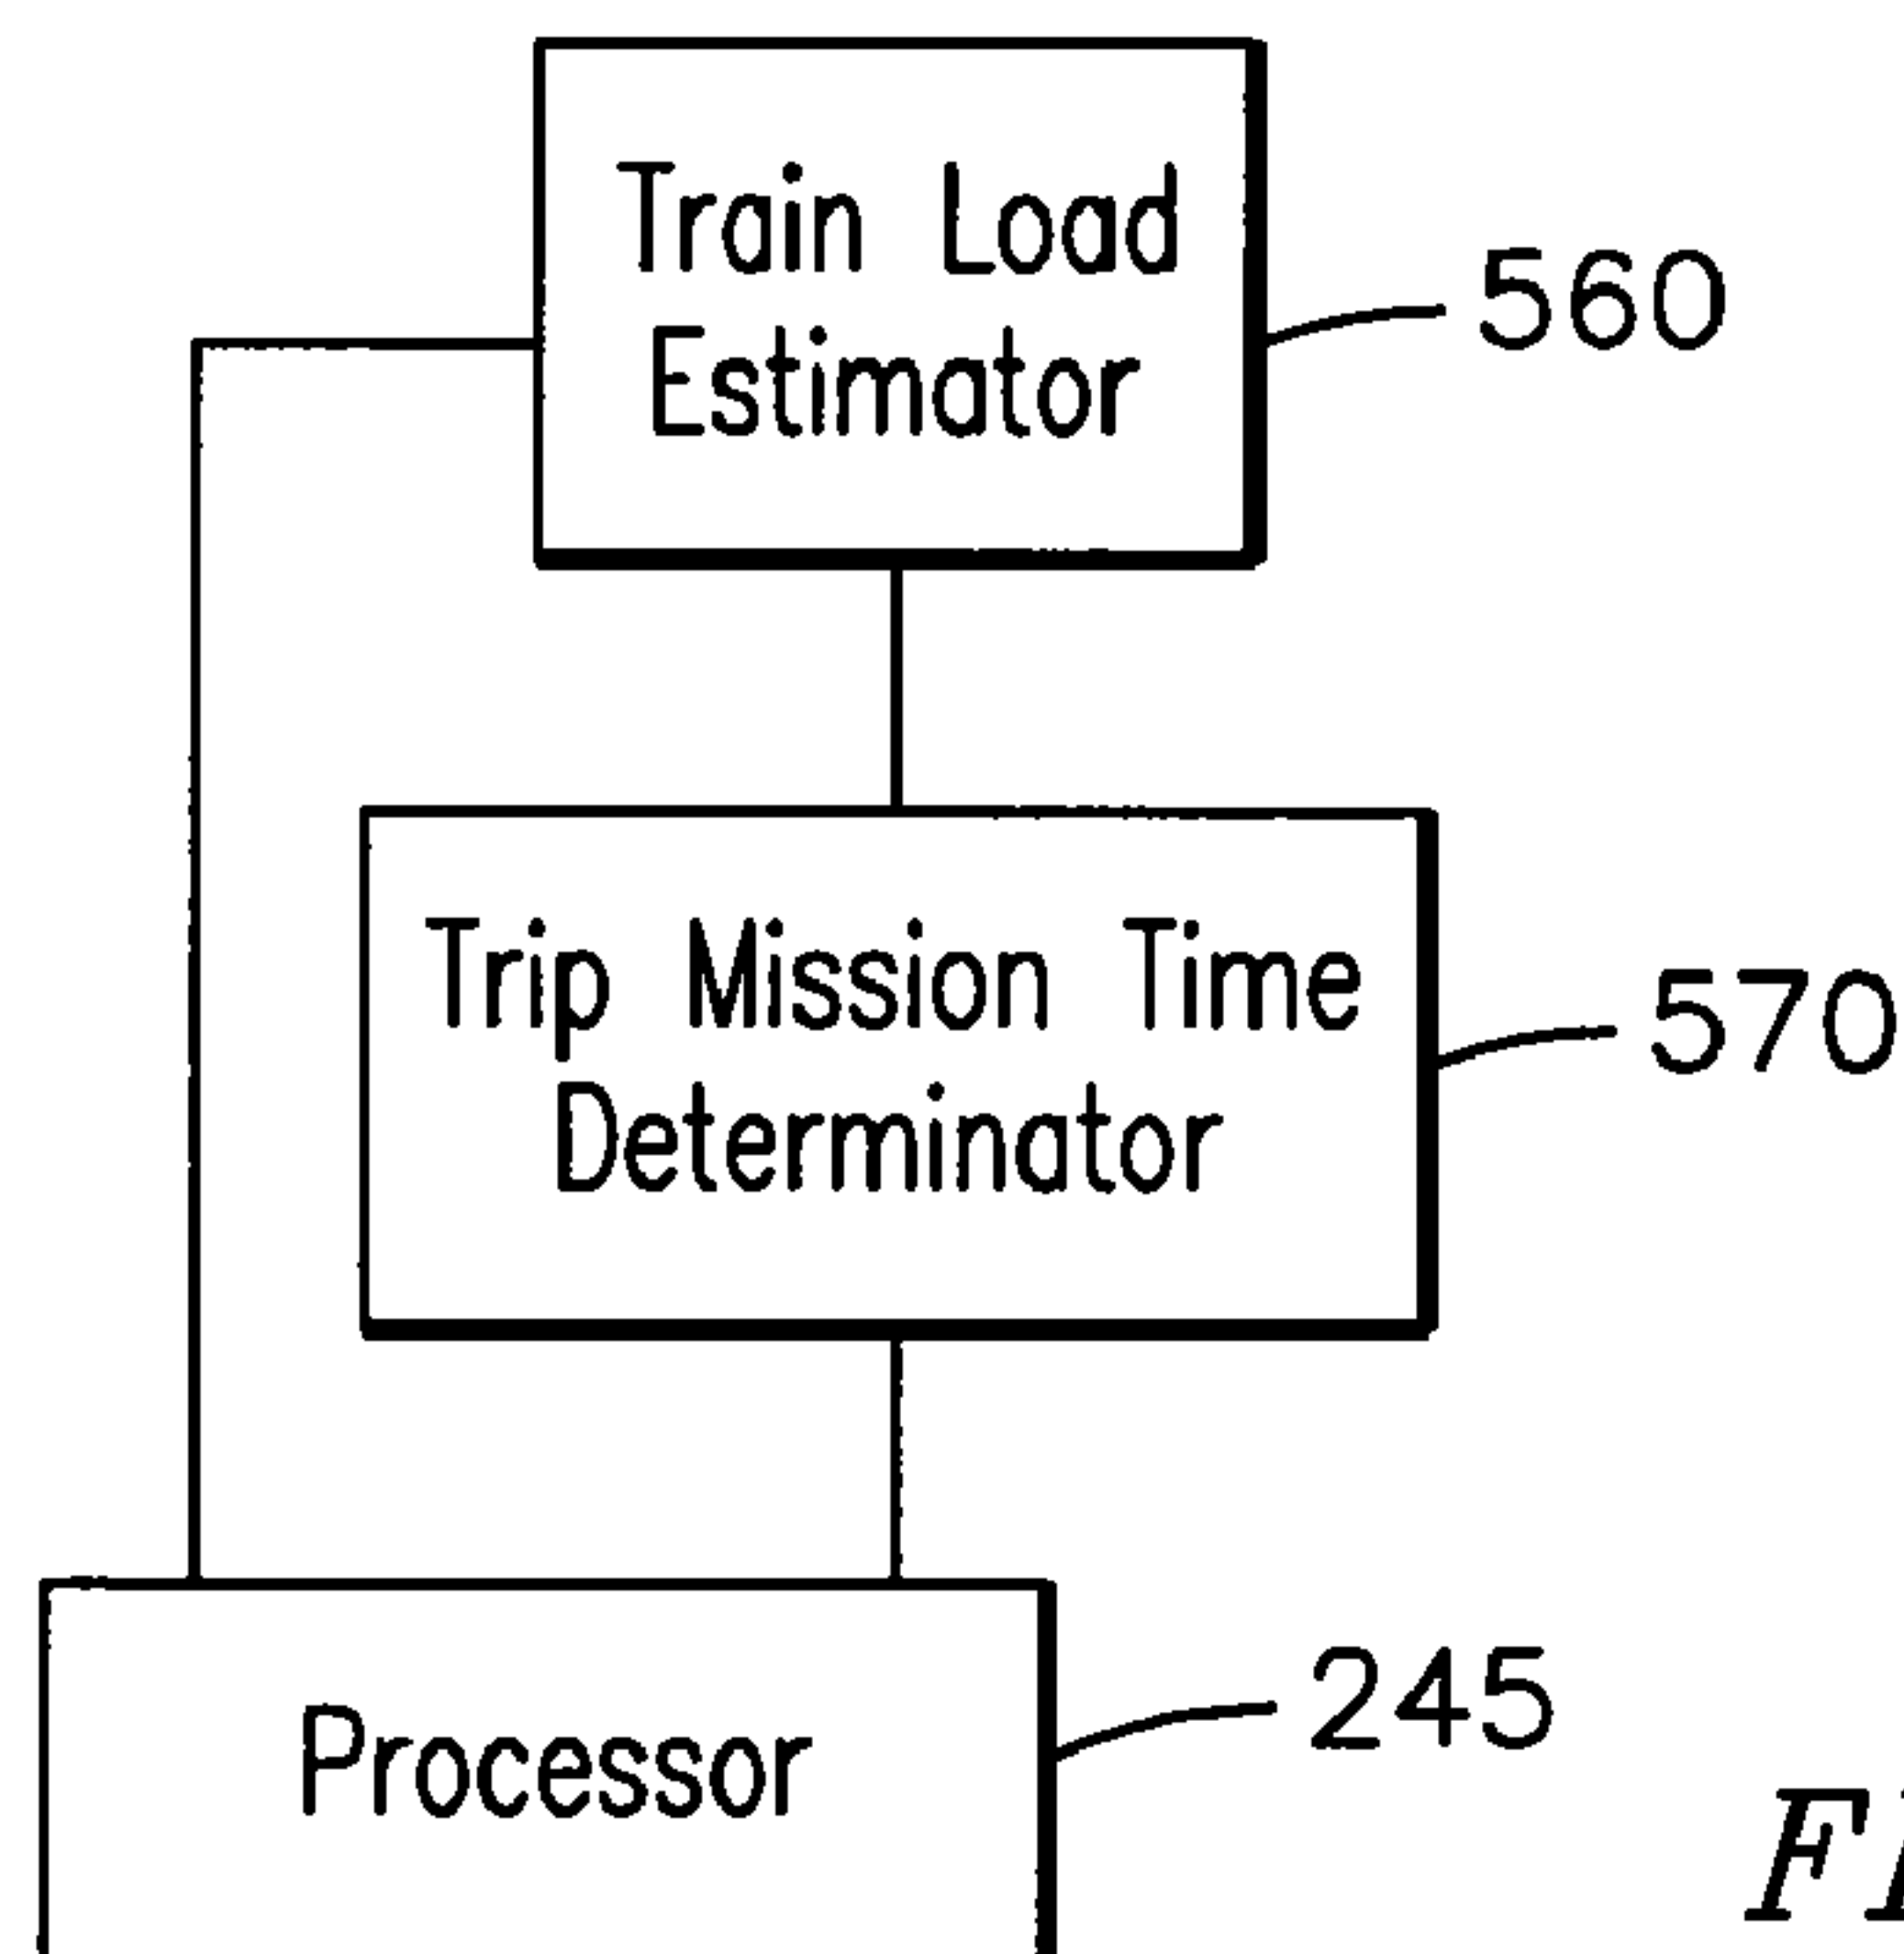 Train Load
Estimator
560
Trip Mission Time
Determinator
570
Processor
245